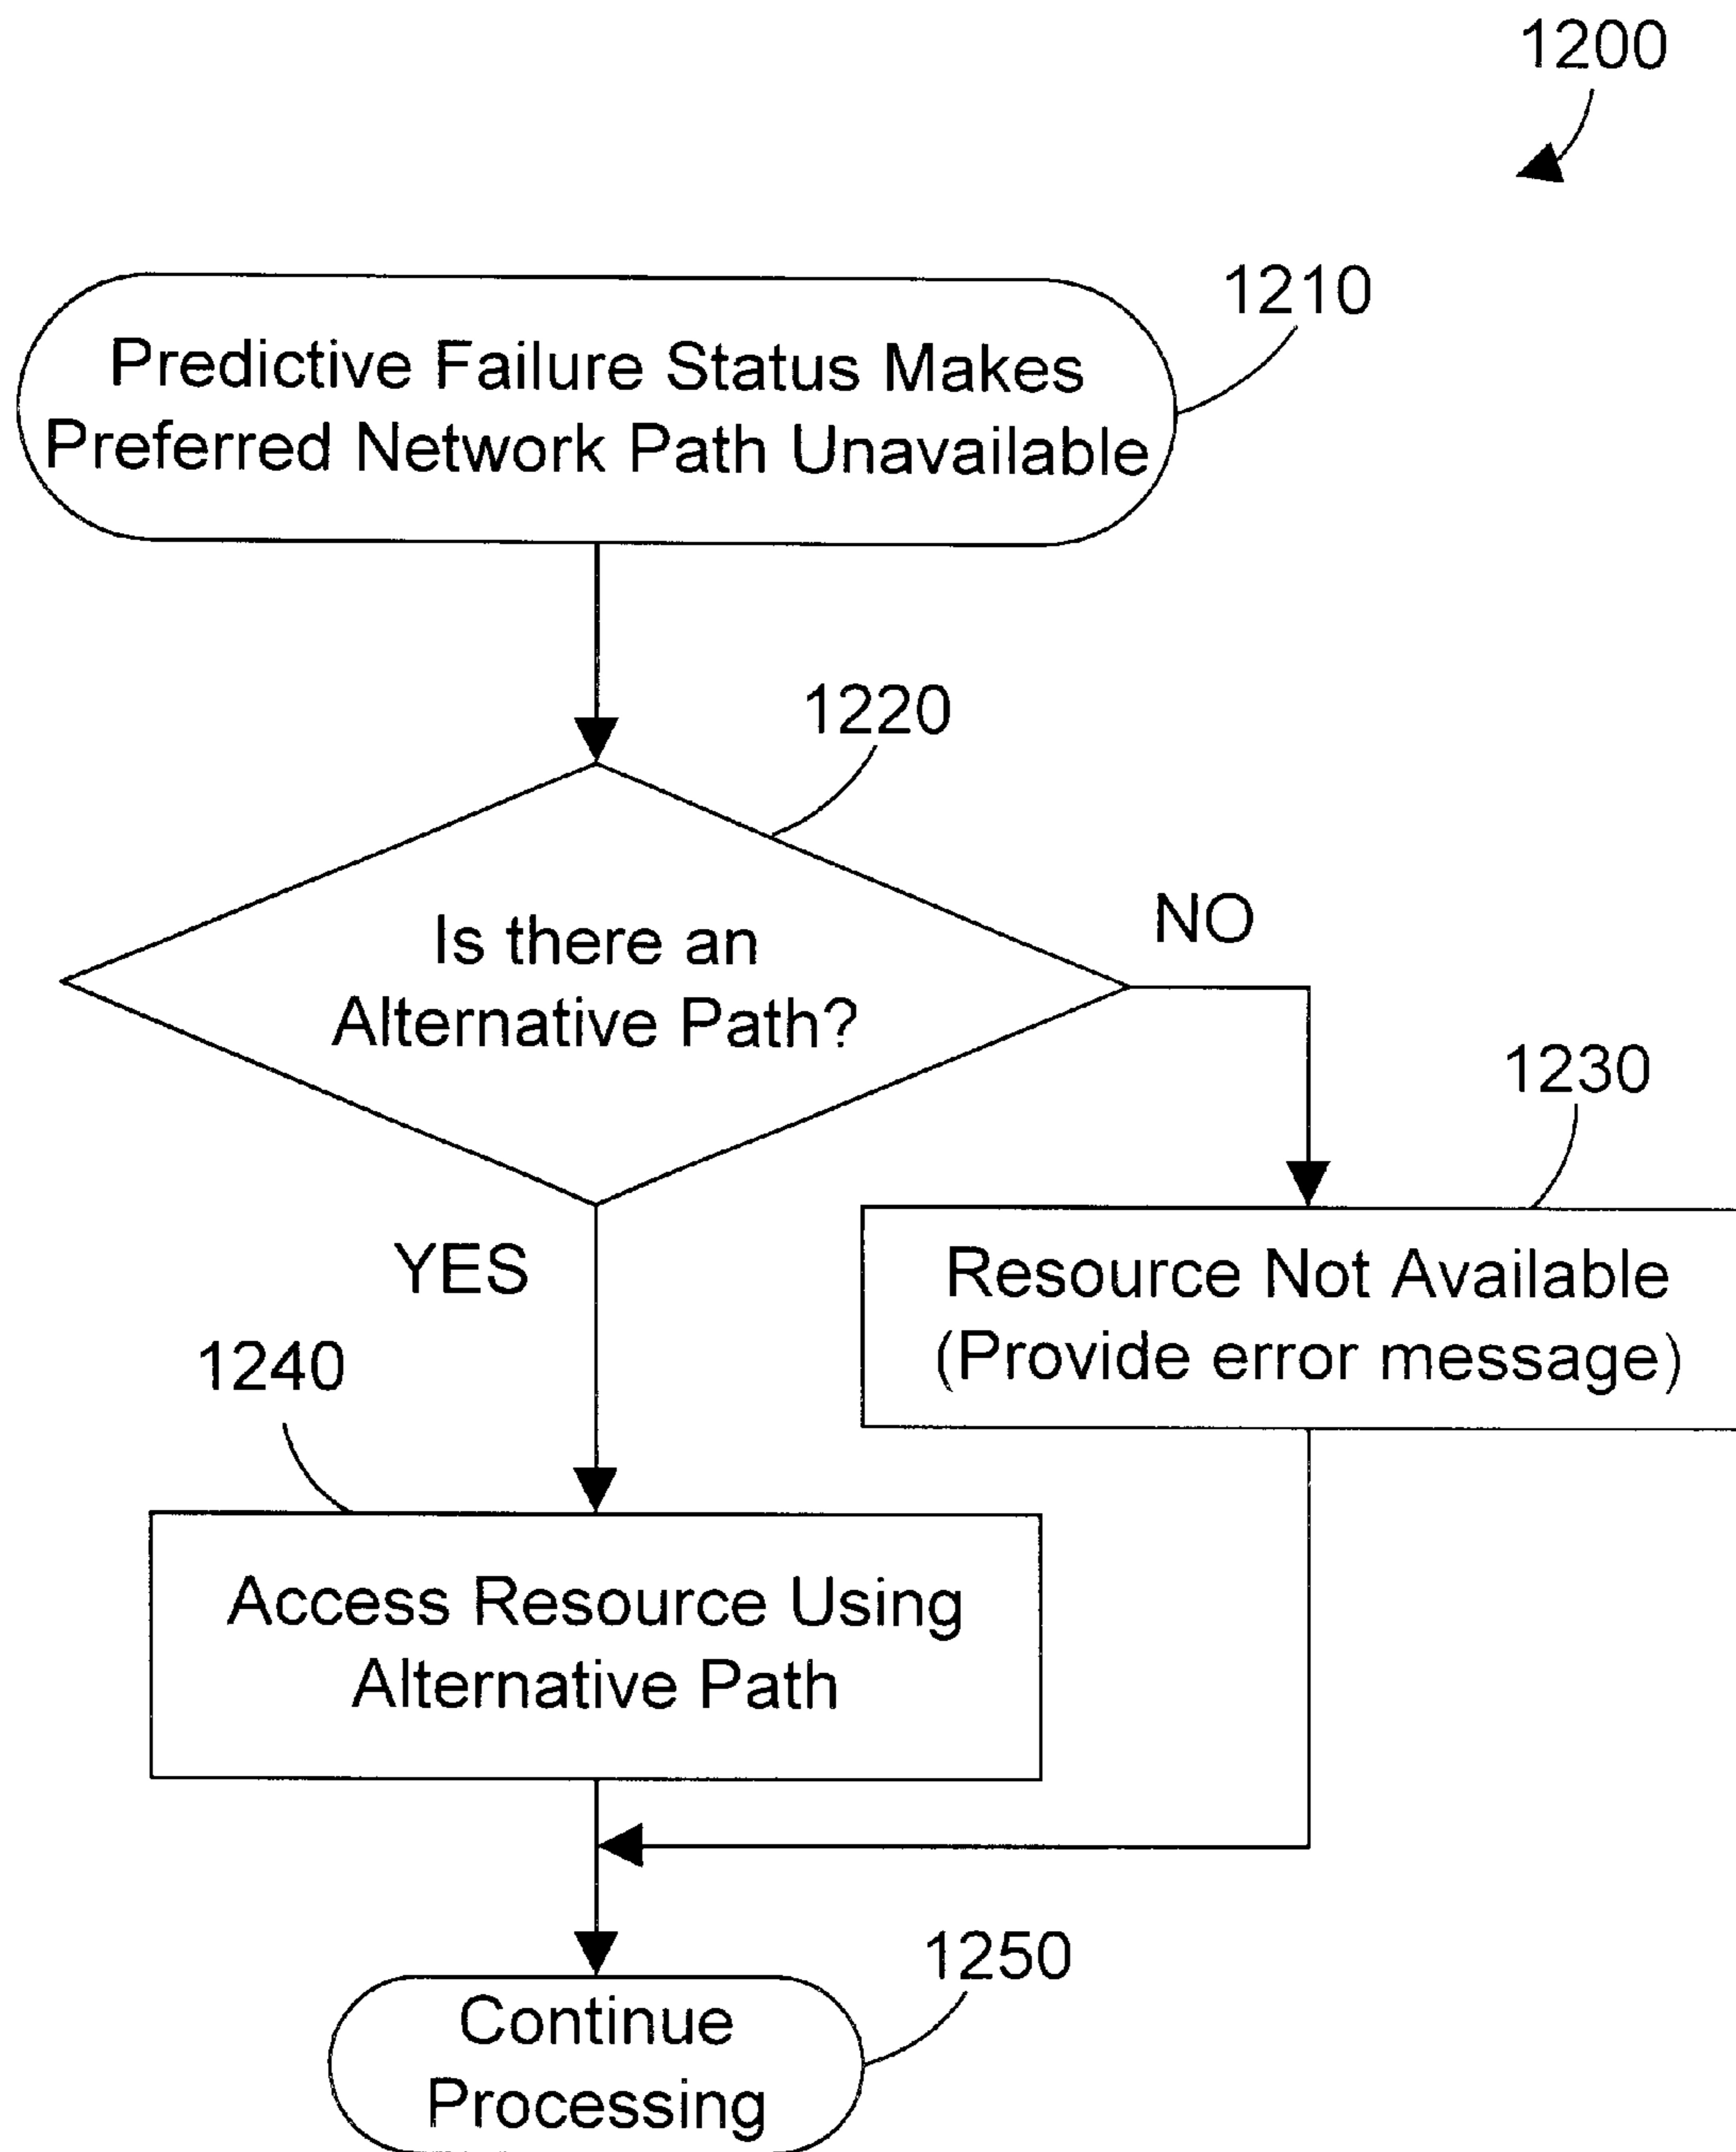 1200
1210
Predictive Failure Status Makes
Preferred Network Path Unavailable
1220
Is there an
Alternative Path?
NO
1230
YES
Resource Not Available
(Provide error message)
1240
Access Resource Using
Alternative Path
1250
Continue
Processing